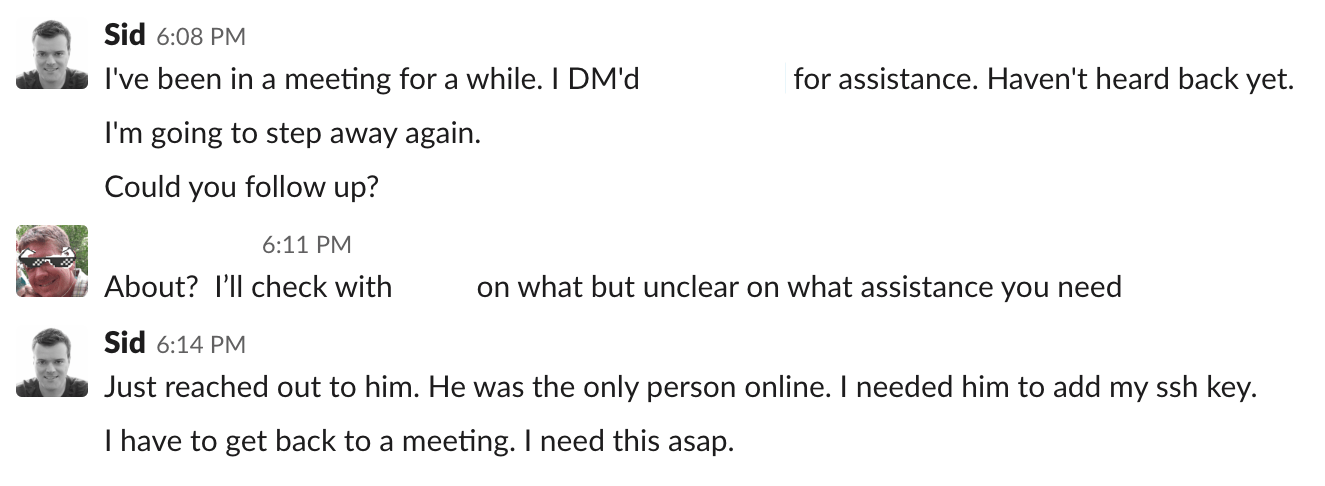 Sid 6:08 PM
I've been in a meeting for a while. I DM'd for assistance. Haven't heard back yet.
I'm going to step away again.
Could you follow up?
6:11 PM
About?  I’ll check with on what but unclear on what assistance you need
Sid 6:14 PM
Just reached out to him. He was the only person online. I needed him to add my ssh key.
I have to get back to a meeting. I need this asap.